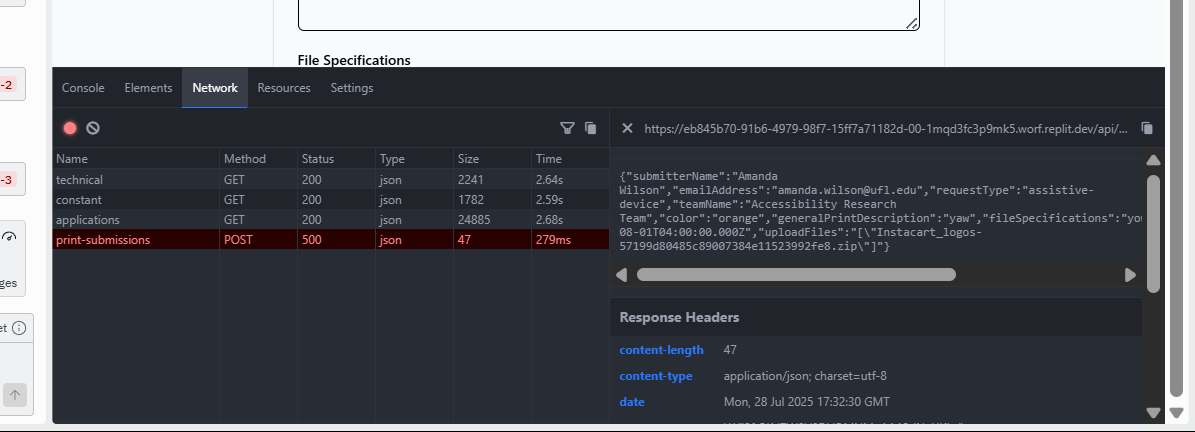 File Specifications
-2
-3
ges
et
Console Elements Network Resources Settings
https://eb845b70-91b6-4979-98f7-15ff7a71182d-00-1mqd3fc3p9mk5.worf.replit.dev/api/...
Name Method Status Type Size Time
technical GET 200 json 2241 2.64s
constant GET 200 json 1782 2.59s
applications GET 200 json 24885 2.68s
print-submissions POST 500 json 47 279ms
{"submitterName":"Amanda
Wilson","emailAddress":"amanda.wilson@ufl.edu","requestType":"assistive-
device","teamName":"Accessibility Research
Team","color":"orange","generalPrintDescription":"yaw","fileSpecifications":"you
08-01T04:00:00.000Z","uploadFiles":"[\"Instacart_logos-
57199d80485c89007384e11523992fe8.zip\"]"}
Response Headers
content-length 47
content-type application/json; charset=utf-8
date Mon, 28 Jul 2025 17:32:30 GMT